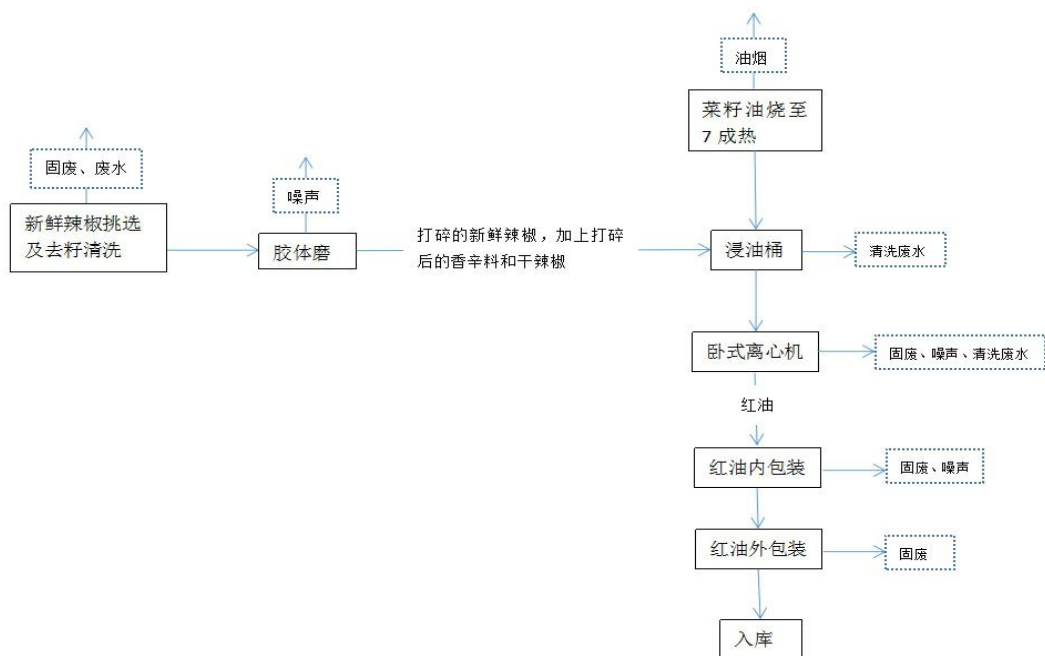 油烟
菜籽油烧至
7 成热
固废、废水
噪声
新鲜辣椒挑选
及去籽清洗
胶体磨
打碎的新鲜辣椒，加上打碎
后的香辛料和干辣椒
浸油桶
清洗废水
卧式离心机
固废、噪声、清洗废水
红油
红油内包装
固废、噪声
红油外包装
固废
入库